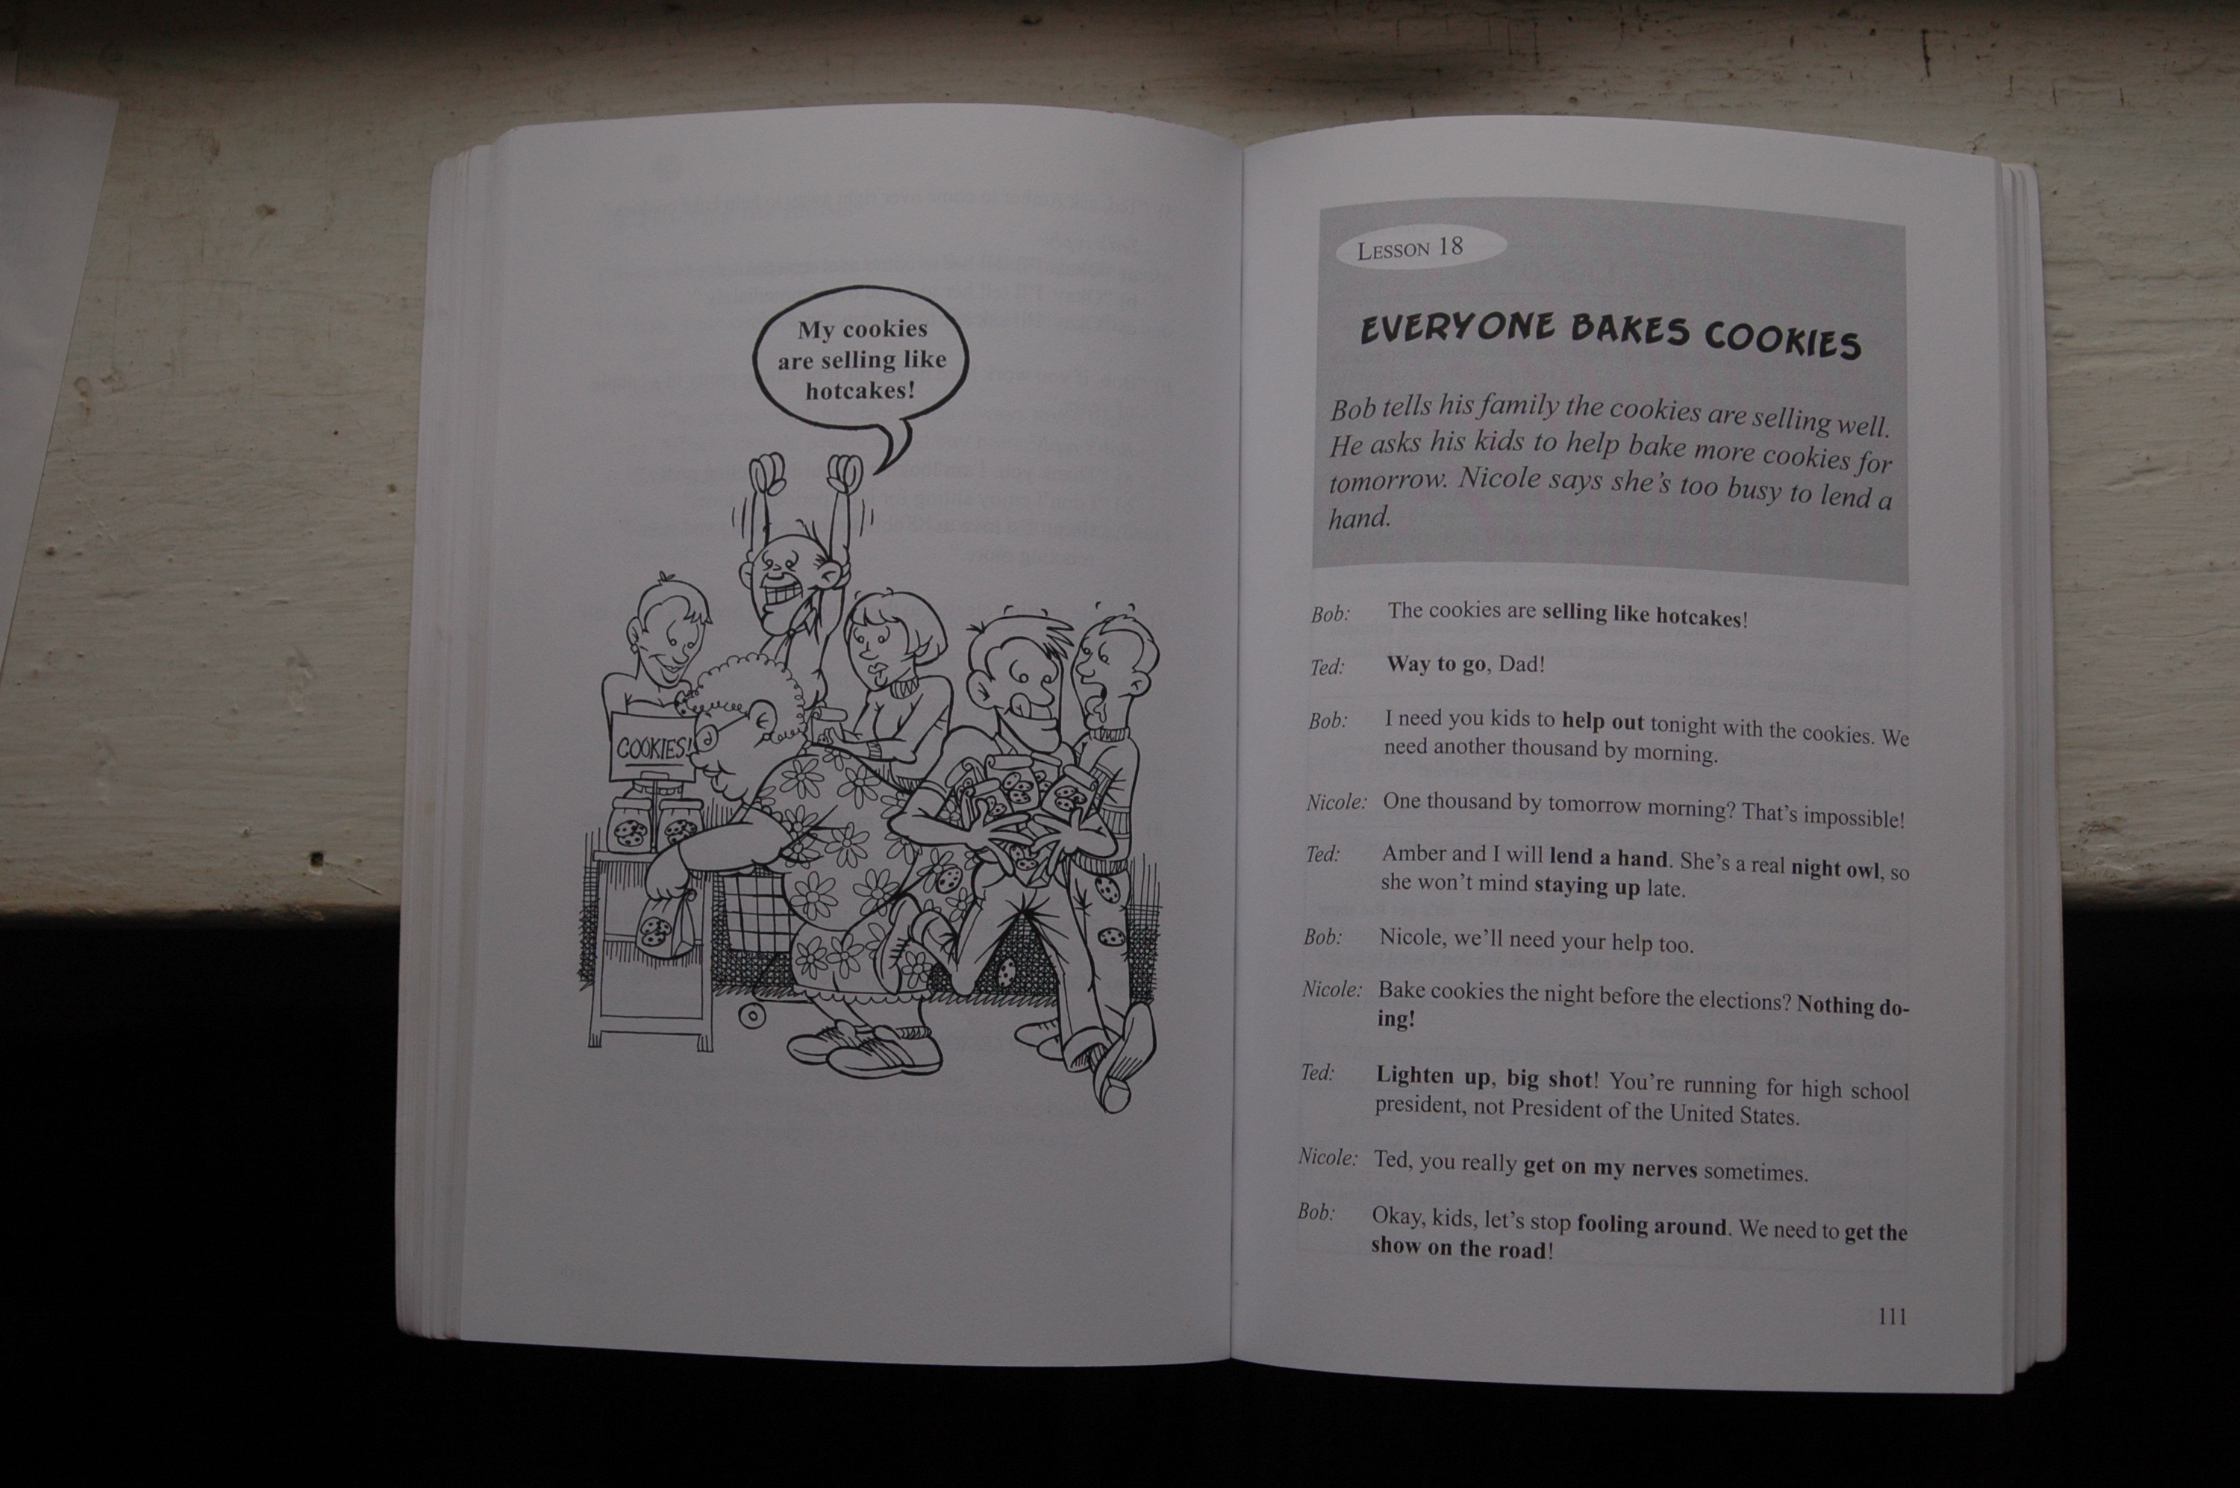 My cookies
are selling like
hotcakes!
COOKIES!
LESSON 18
EVERYONE BAKES COOKIES
Bob tells his family the cookies are selling well.
He asks his kids to help bake more cookies for
tomorrow. Nicole says she's too busy to lend a
hand.
Bob: The cookies are selling like hotcakes!
Ted: Way to go, Dad!
Bob: I need you kids to help out tonight with the cookies. We
need another thousand by morning.
Nicole: One thousand by tomorrow morning? That's impossible!
Ted: Amber and I will lend a hand. She's a real night owl, so
she won't mind staying up late.
Bob: Nicole, we'll need your help too.
Nicole: Bake cookies the night before the elections? Nothing do-
ing!
Ted: Lighten up, big shot! You're running for high school
president, not President of the United States.
Nicole: Ted, you really get on my nerves sometimes.
Bob: Okay, kids, let's stop fooling around. We need to get the
show on the road!
111